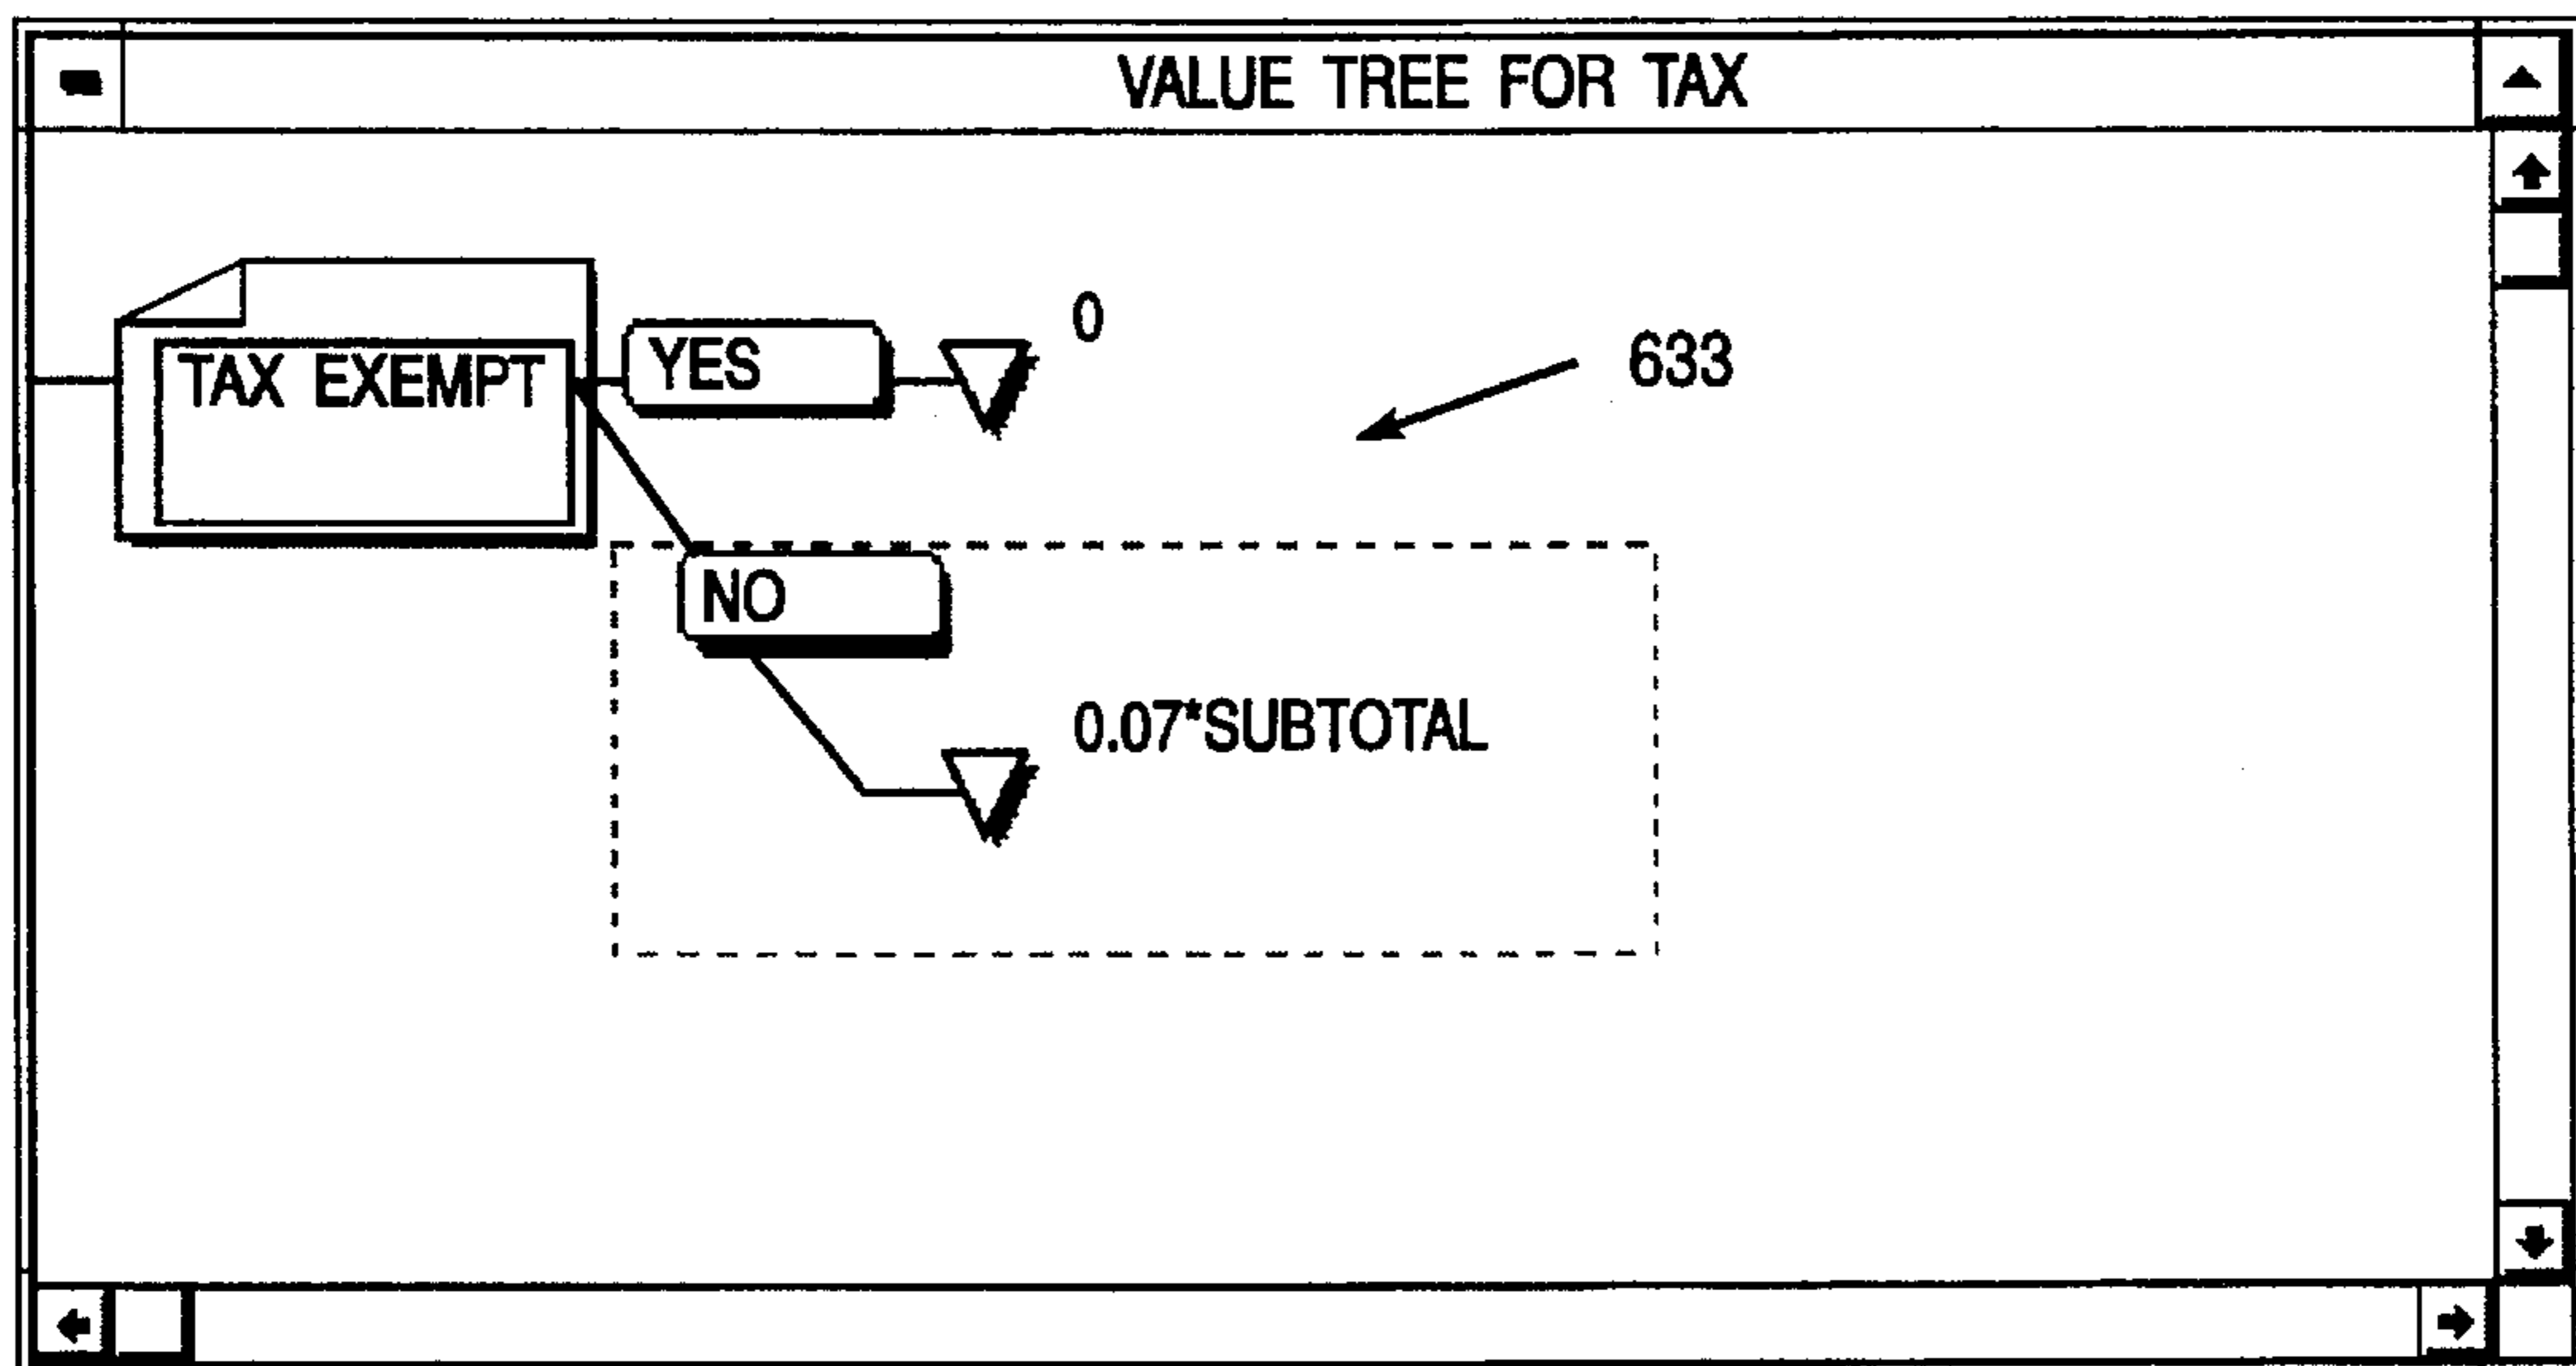 VALUE TREE FOR TAX
0
633
TAX EXEMPT
YES
NO
0.07*SUBTOTAL